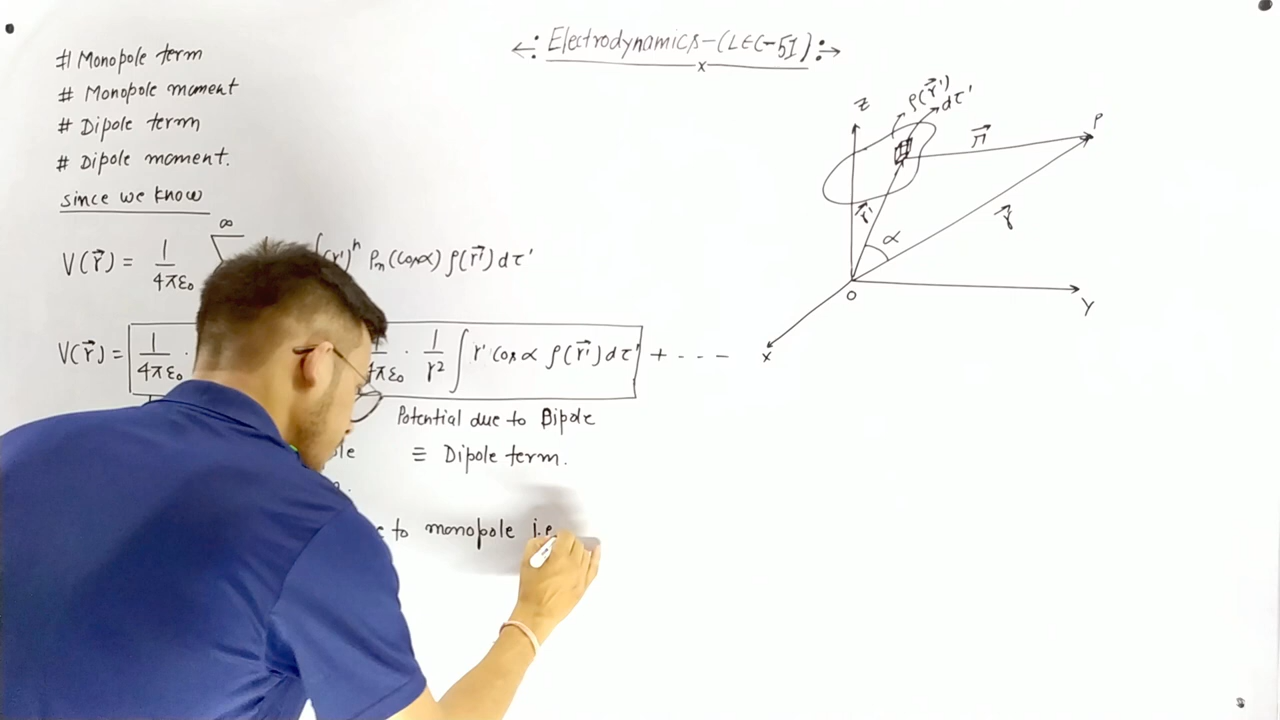 ←: Electrodynamics-(LEC-51) :→
# Monopole term
# Monopole moment
# Dipole term
# Dipole moment.
since we know
V(r⃗) = 1/4πε₀ ∞ (r')ⁿ Pₙ(cosα) ρ(r⃗') dτ'
V(r⃗) = 1/4πε₀ · πε₀ · 1/r² ∫ r' cosα ρ(r⃗') dτ' + ----
Potential due to Dipole
≡ Dipole term.
to monopole i.e
Z
ρ(r⃗')
dτ'
P
r⃗'
α
r⃗
O
Y
X